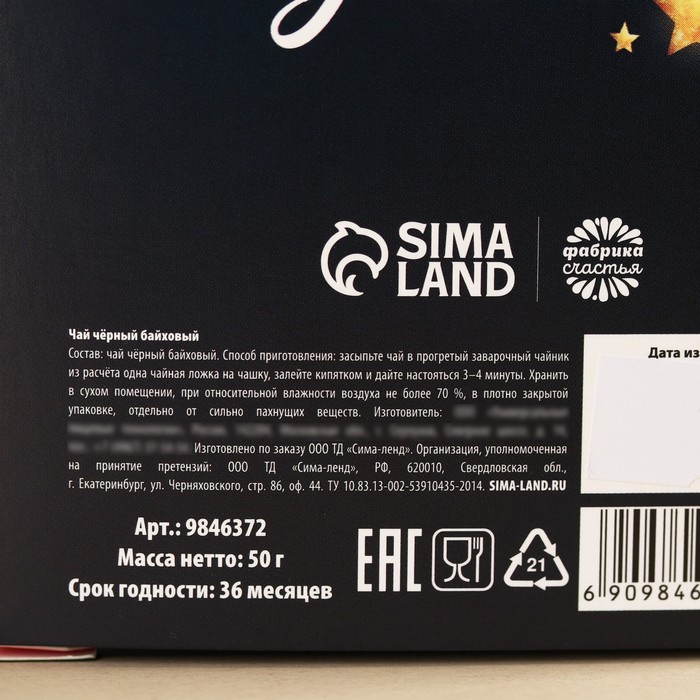 SIMA
LAND
фабрика
счастья
Чай чёрный байховый
Состав: чай чёрный байховый. Способ приготовления: засыпьте чай в прогретый заварочный чайник
из расчёта одна чайная ложка на чашку, залейте кипятком и дайте настояться 3–4 минуты. Хранить
в сухом помещении, при относительной влажности воздуха не более 70 %, в плотно закрытой
упаковке, отдельно от сильно пахнущих веществ. Изготовитель:
Изготовлено по заказу ООО ТД «Сима-ленд». Организация, уполномоченная
на принятие претензий: ООО ТД «Сима-ленд», РФ, 620010, Свердловская обл.,
г. Екатеринбург, ул. Черняховского, стр. 86, оф. 44. ТУ 10.83.13-002-53910435-2014. SIMA-LAND.RU
Дата из
Арт.: 9846372
Масса нетто: 50 г
Срок годности: 36 месяцев
EAC
21
6 909846